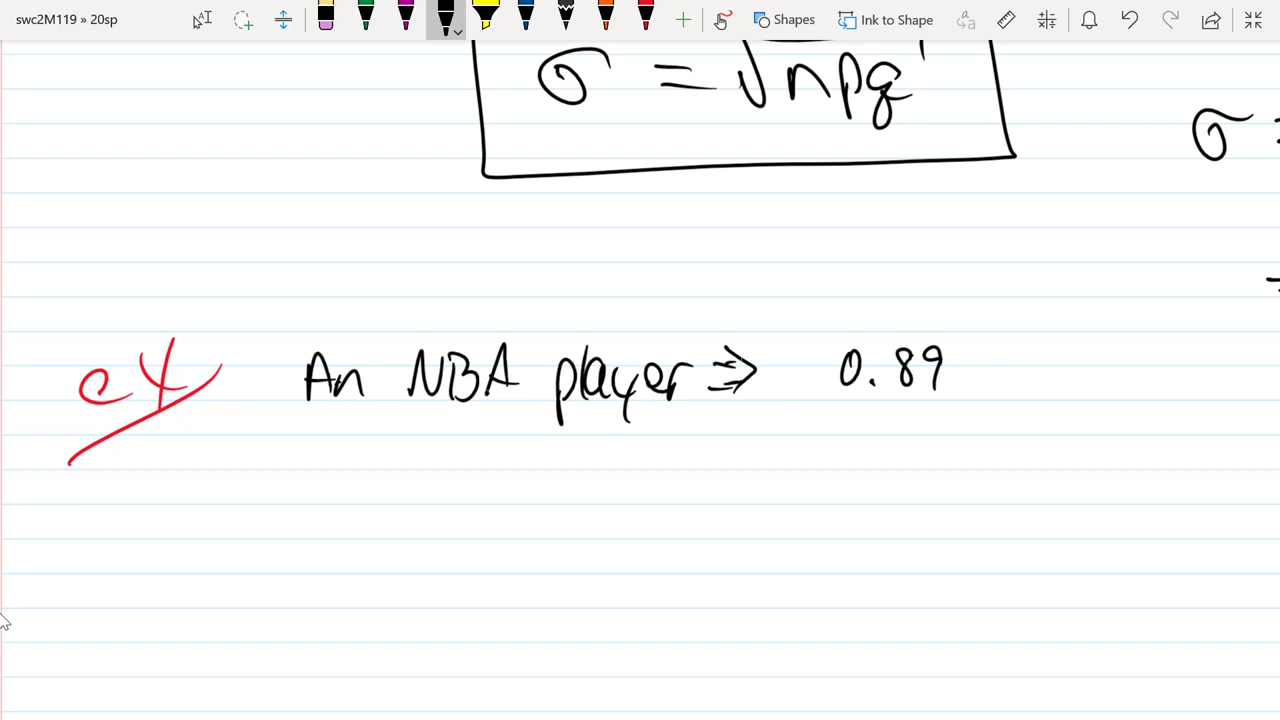 swc2M119 » 20sp
Shapes
Ink to Shape
σ = √npq
σ =
ex An NBA player ⇒ 0.89